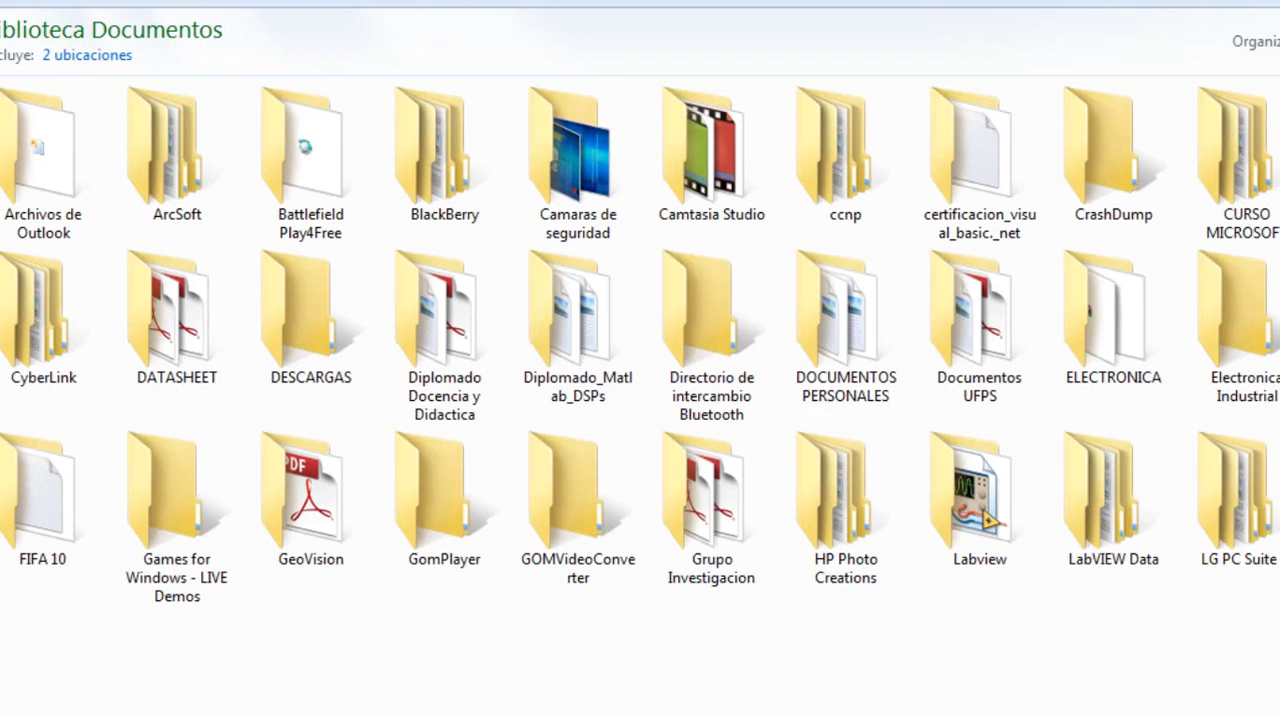 iblioteca Documentos
cluye: 2 ubicaciones
Organiz
Archivos de
Outlook
ArcSoft
Battlefield
Play4Free
BlackBerry
Camaras de
seguridad
Camtasia Studio
ccnp
certificacion_visu
al_basic._net
CrashDump
CURSO
MICROSOF
CyberLink
DATASHEET
DESCARGAS
Diplomado
Docencia y
Didactica
Diplomado_Matl
ab_DSPs
Directorio de
intercambio
Bluetooth
DOCUMENTOS
PERSONALES
Documentos
UFPS
ELECTRONICA
Electronica
Industrial
FIFA 10
Games for
Windows - LIVE
Demos
PDF
GeoVision
GomPlayer
GOMVideoConve
rter
Grupo
Investigacion
HP Photo
Creations
Labview
LabVIEW Data
LG PC Suite